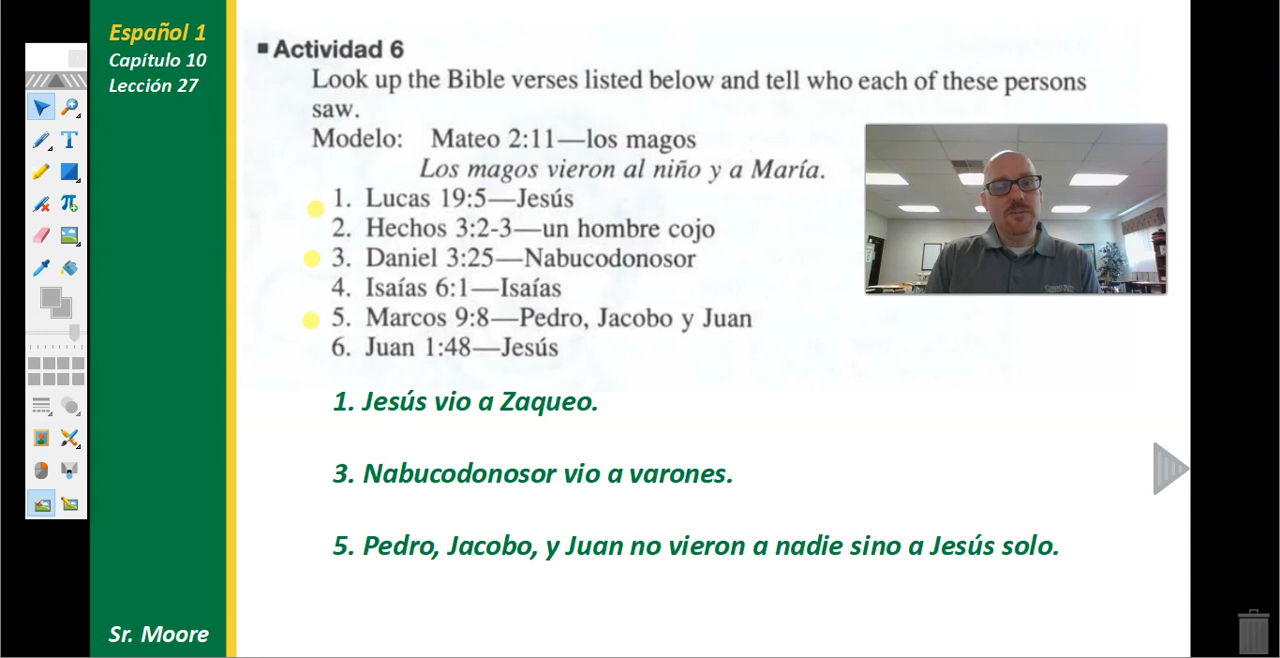 Español 1
Capítulo 10
Lección 27
Actividad 6
Look up the Bible verses listed below and tell who each of these persons
saw.
Modelo: Mateo 2:11—los magos
Los magos vieron al niño y a María.
1. Lucas 19:5—Jesús
2. Hechos 3:2-3—un hombre cojo
3. Daniel 3:25—Nabucodonosor
4. Isaías 6:1—Isaías
5. Marcos 9:8—Pedro, Jacobo y Juan
6. Juan 1:48—Jesús
1. Jesús vio a Zaqueo.
3. Nabucodonosor vio a varones.
5. Pedro, Jacobo, y Juan no vieron a nadie sino a Jesús solo.
Sr. Moore